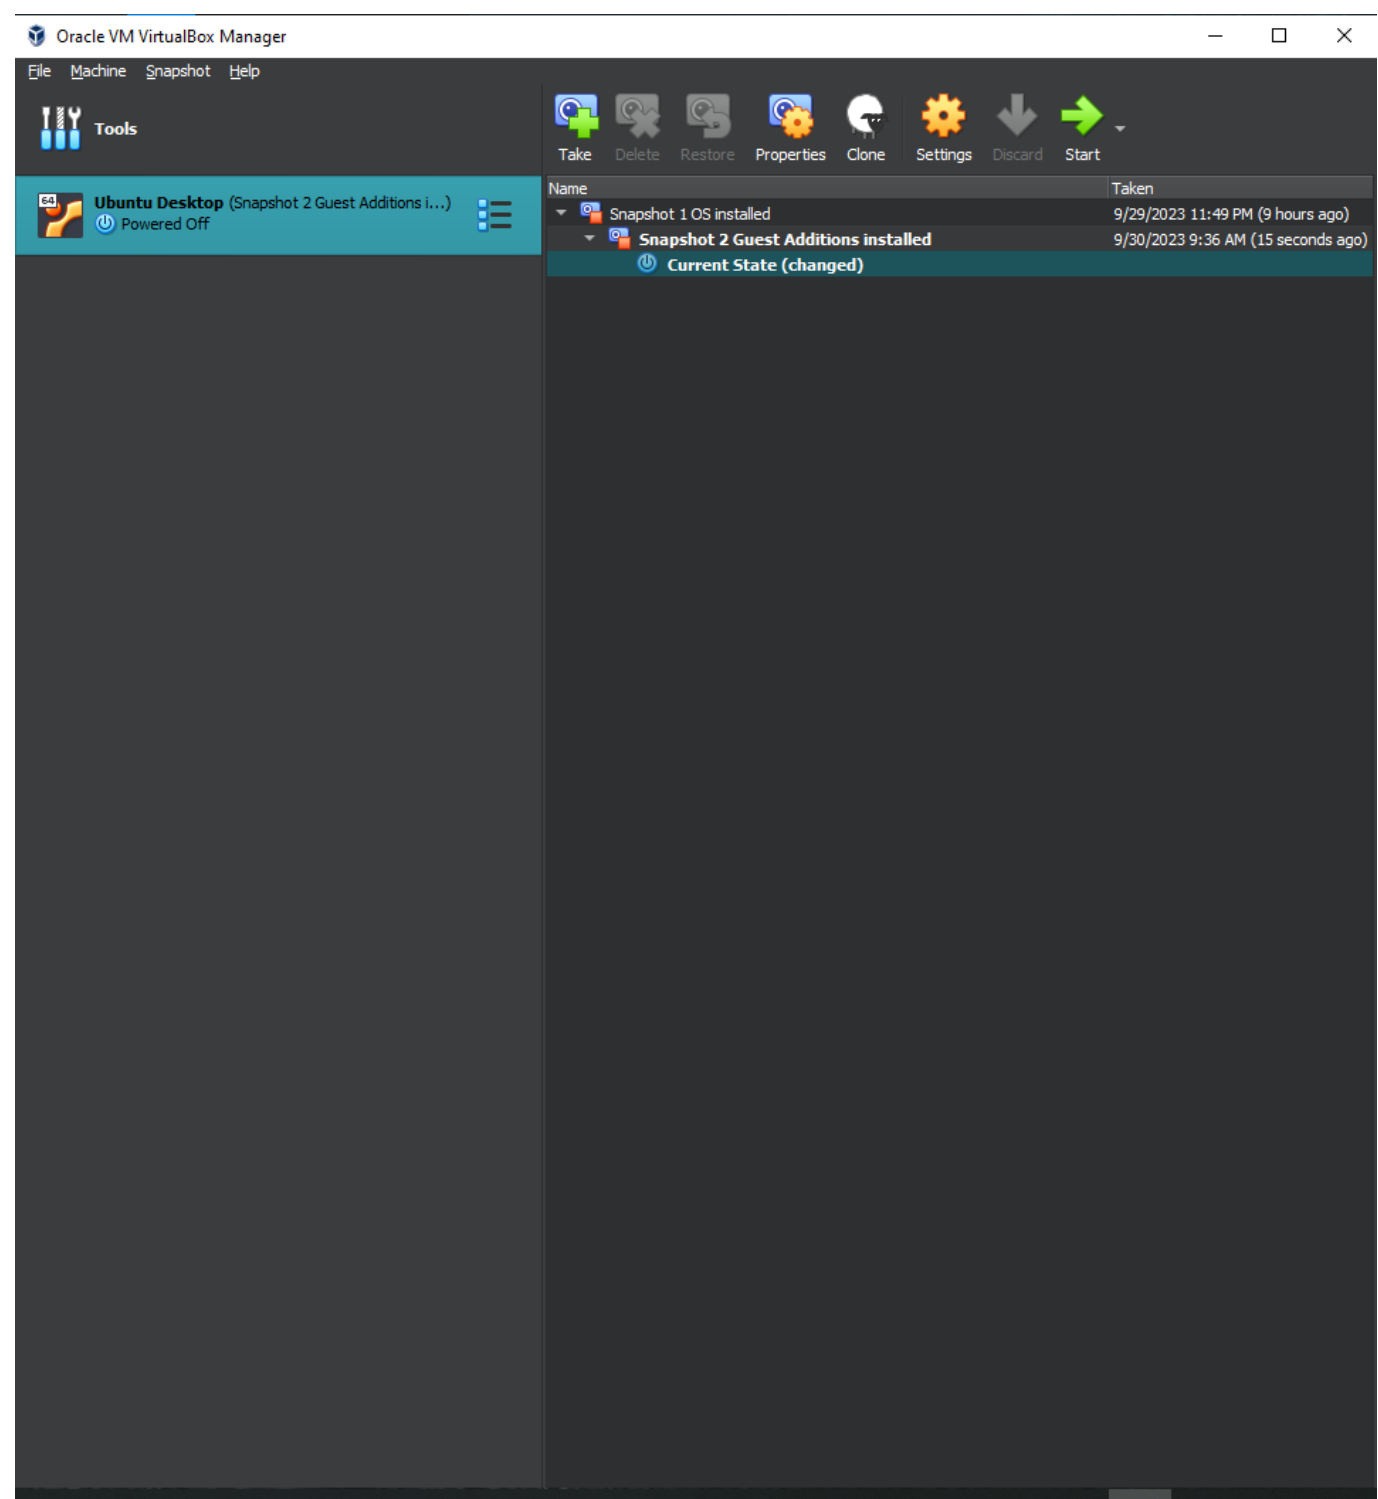 Oracle VM VirtualBox Manager
File Machine Snapshot Help
Tools
Take Delete Restore Properties Clone Settings Discard Start
64
Ubuntu Desktop (Snapshot 2 Guest Additions i...)
Powered Off
Name Taken
Snapshot 1 OS installed 9/29/2023 11:49 PM (9 hours ago)
Snapshot 2 Guest Additions installed 9/30/2023 9:36 AM (15 seconds ago)
Current State (changed)